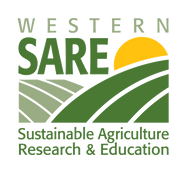 WESTERN
SARE
Sustainable Agriculture
Research & Education